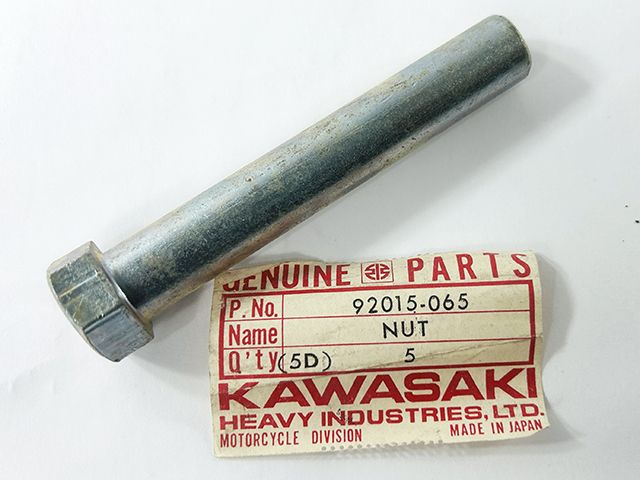 GENUINE PARTS
P. No. 92015-065
Name NUT
Q'ty (5D) 5
KAWASAKI
HEAVY INDUSTRIES, LTD.
MOTORCYCLE DIVISION MADE IN JAPAN